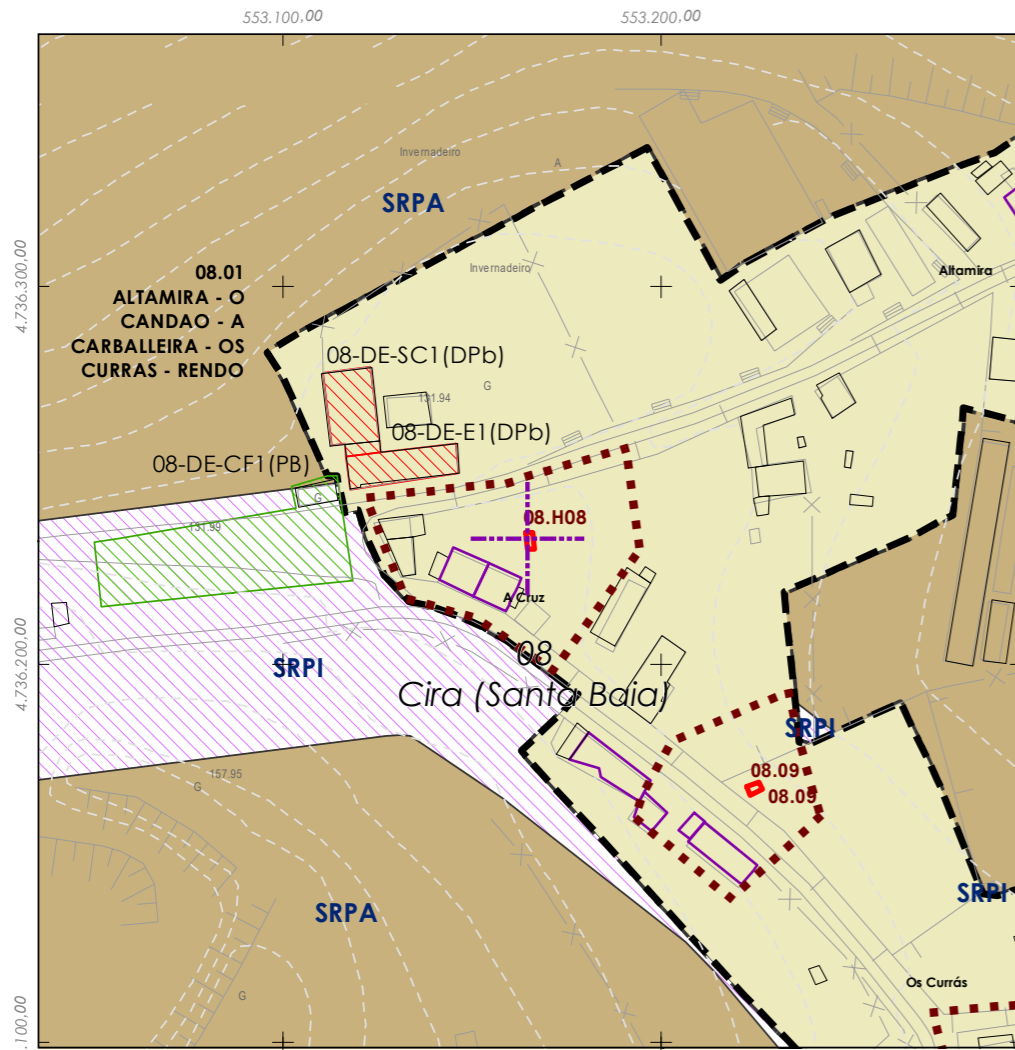 553.100,00
553.200,00
Invernadeiro
A
SRPA
Invernadeiro
4.736.300,00
08.01
ALTAMIRA - O
CANDAO - A
CARBALLEIRA - OS
CURRAS - RENDO
Altamira
08-DE-SC1(DPb)
G
131.94
08-DE-E1(DPb)
08-DE-CF1(PB)
G
131.99
08.H08
A Cruz
4.736.200,00
SRPI
08
Cira (Santa Baia)
SRPI
157.95
G
08.09
08.09
SRPA
SRPI
Os Currás
G
.100,00